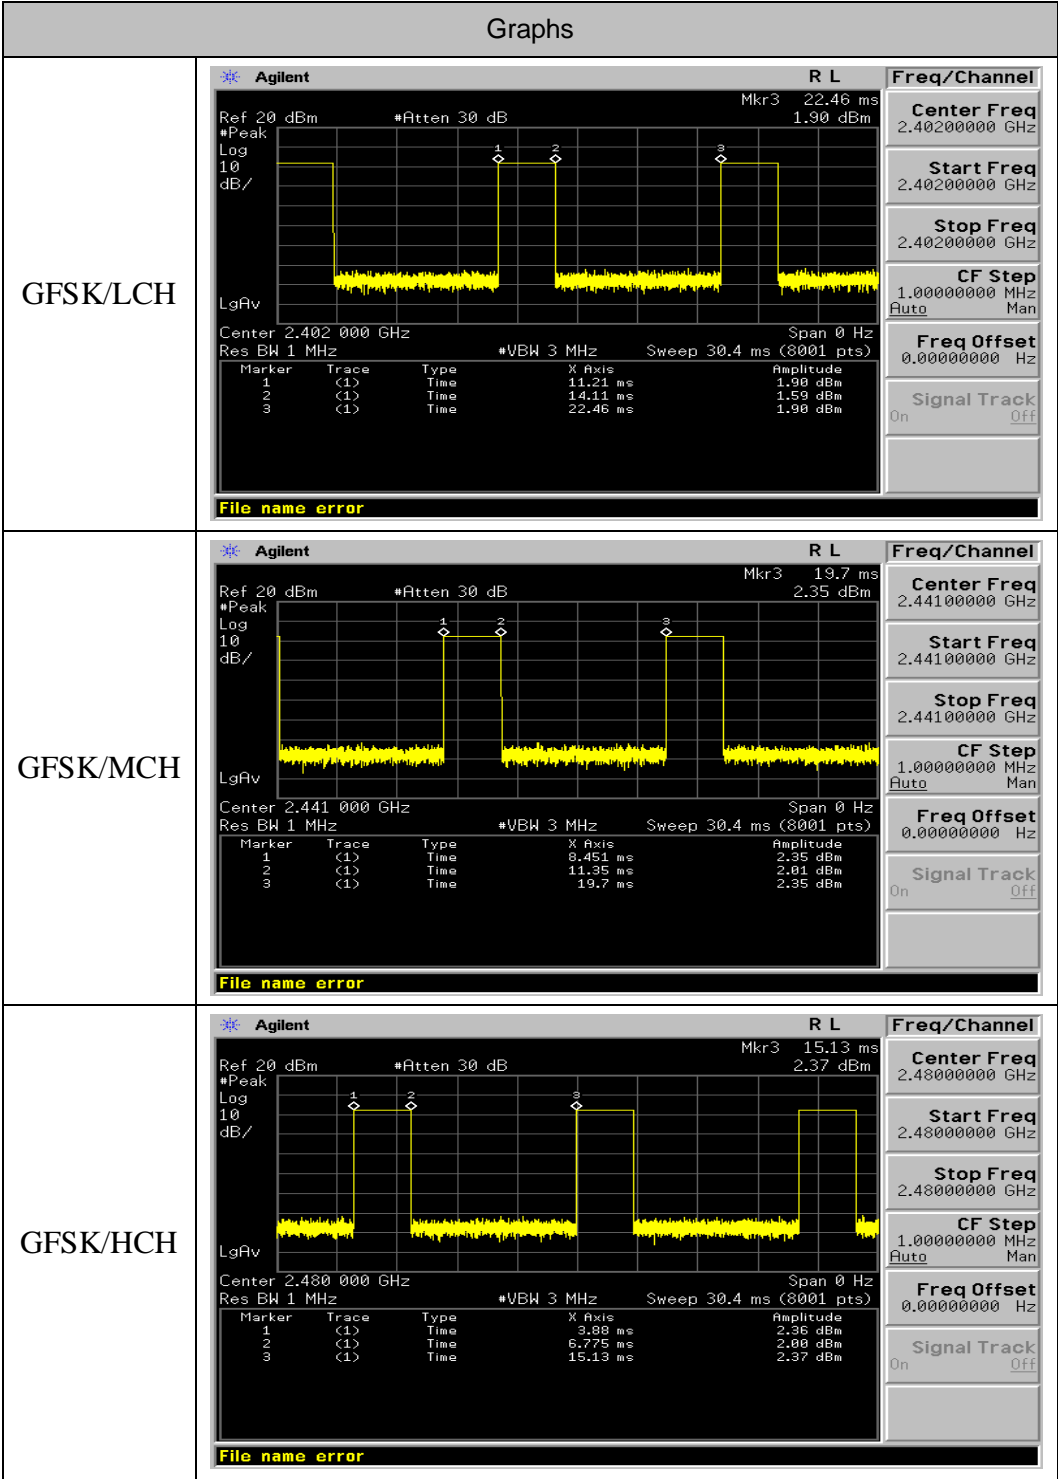 Graphs
GFSK/LCH
Agilent R L Freq/Channel
Mkr3 22.46 ms
Ref 20 dBm #Atten 30 dB 1.90 dBm
#Peak
Log
10
dB/
1 2 3
LgAv
Center 2.402 000 GHz Span 0 Hz
Res BW 1 MHz #VBW 3 MHz Sweep 30.4 ms (8001 pts)
Marker Trace Type X Axis Amplitude
1 (1) Time 11.21 ms 1.90 dBm
2 (1) Time 14.11 ms 1.59 dBm
3 (1) Time 22.46 ms 1.90 dBm
File name error
Center Freq
2.40200000 GHz
Start Freq
2.40200000 GHz
Stop Freq
2.40200000 GHz
CF Step
1.00000000 MHz
Auto Man
Freq Offset
0.00000000 Hz
Signal Track
On Off
GFSK/MCH
Agilent R L Freq/Channel
Mkr3 19.7 ms
Ref 20 dBm #Atten 30 dB 2.35 dBm
#Peak
Log
10
dB/
1 2 3
LgAv
Center 2.441 000 GHz Span 0 Hz
Res BW 1 MHz #VBW 3 MHz Sweep 30.4 ms (8001 pts)
Marker Trace Type X Axis Amplitude
1 (1) Time 8.451 ms 2.35 dBm
2 (1) Time 11.35 ms 2.01 dBm
3 (1) Time 19.7 ms 2.35 dBm
File name error
Center Freq
2.44100000 GHz
Start Freq
2.44100000 GHz
Stop Freq
2.44100000 GHz
CF Step
1.00000000 MHz
Auto Man
Freq Offset
0.00000000 Hz
Signal Track
On Off
GFSK/HCH
Agilent R L Freq/Channel
Mkr3 15.13 ms
Ref 20 dBm #Atten 30 dB 2.37 dBm
#Peak
Log
10
dB/
1 2 3
LgAv
Center 2.480 000 GHz Span 0 Hz
Res BW 1 MHz #VBW 3 MHz Sweep 30.4 ms (8001 pts)
Marker Trace Type X Axis Amplitude
1 (1) Time 3.88 ms 2.36 dBm
2 (1) Time 6.775 ms 2.00 dBm
3 (1) Time 15.13 ms 2.37 dBm
File name error
Center Freq
2.48000000 GHz
Start Freq
2.48000000 GHz
Stop Freq
2.48000000 GHz
CF Step
1.00000000 MHz
Auto Man
Freq Offset
0.00000000 Hz
Signal Track
On Off